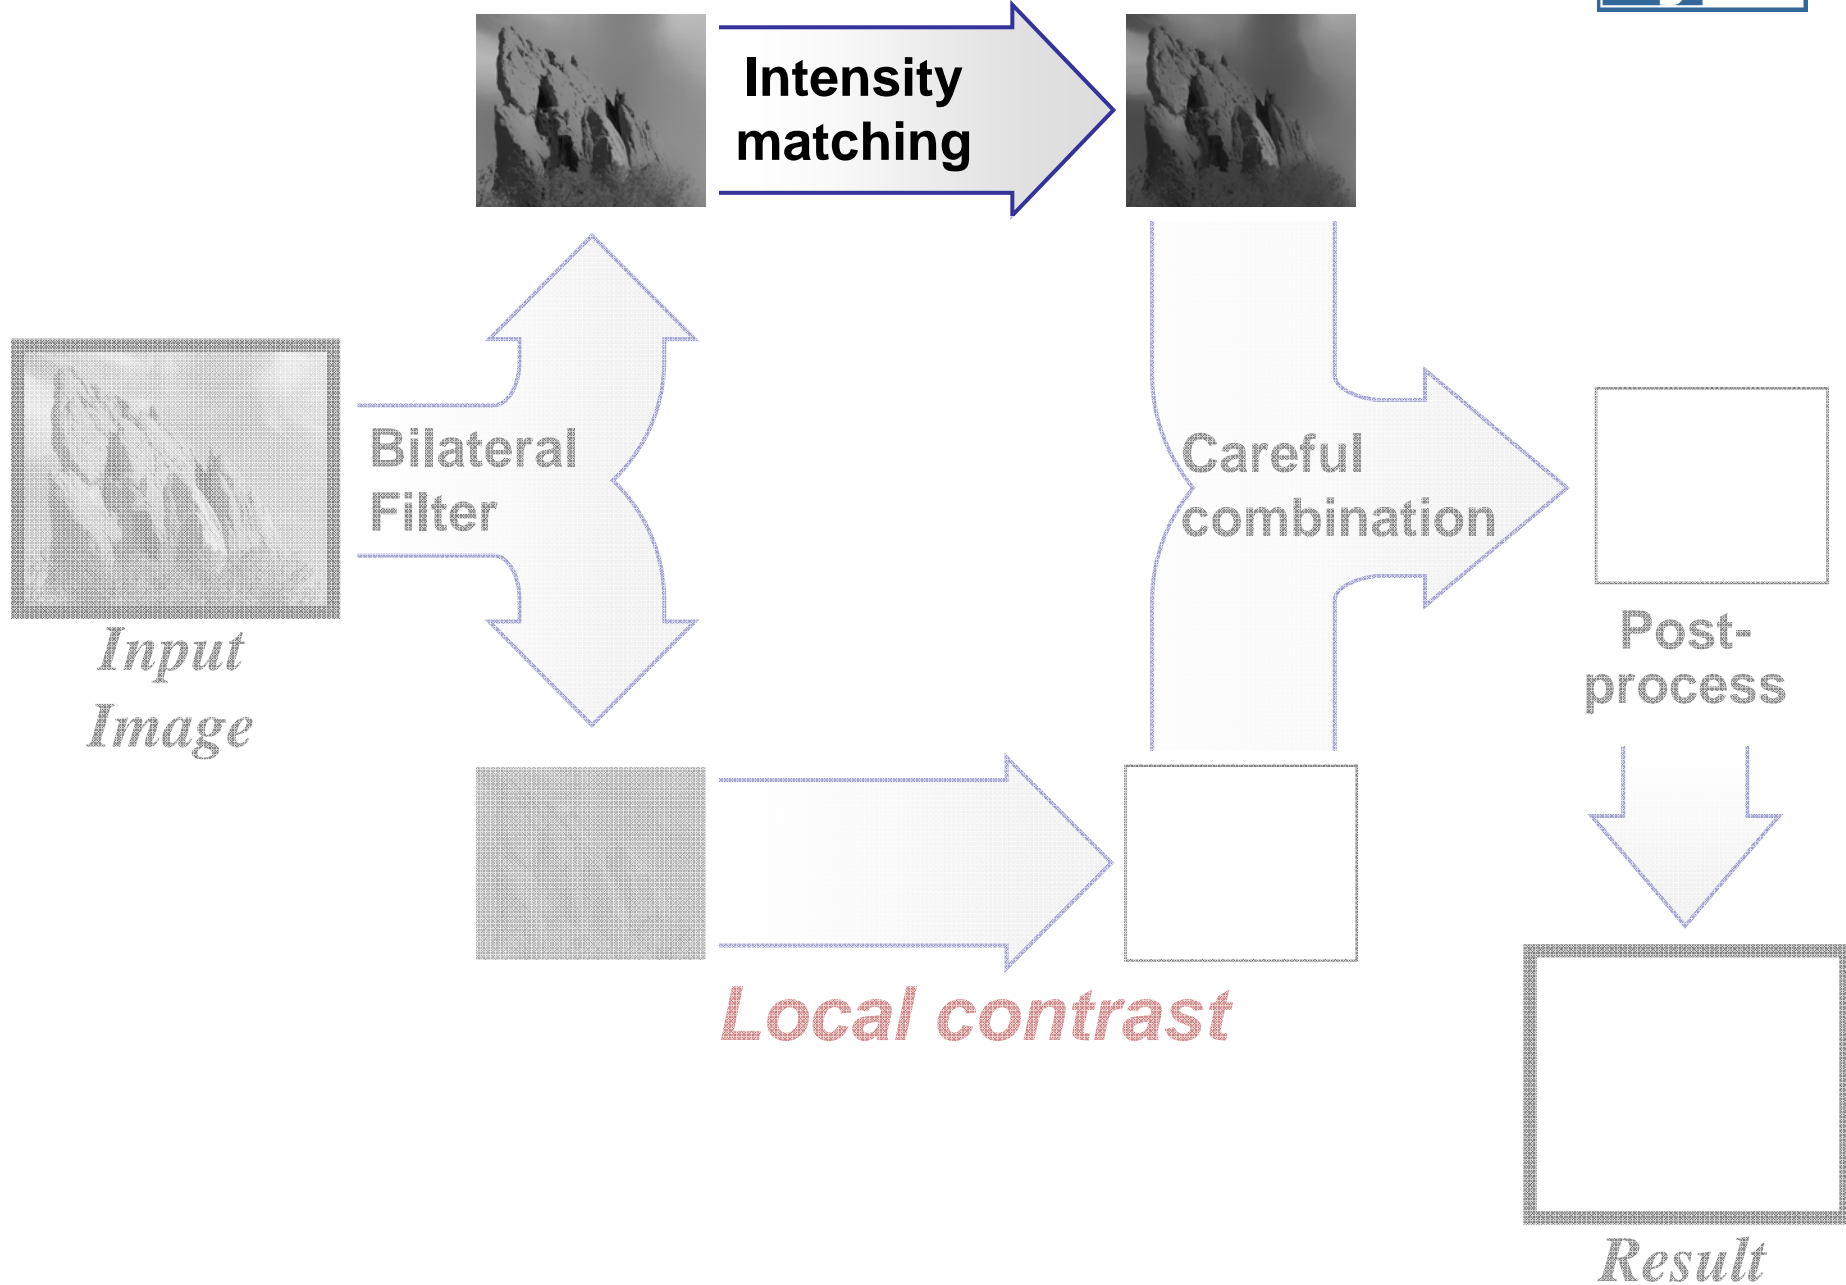 Intensity
matching
Bilateral
Filter
Careful
combination
Input
Image
Post-
process
Local contrast
Result